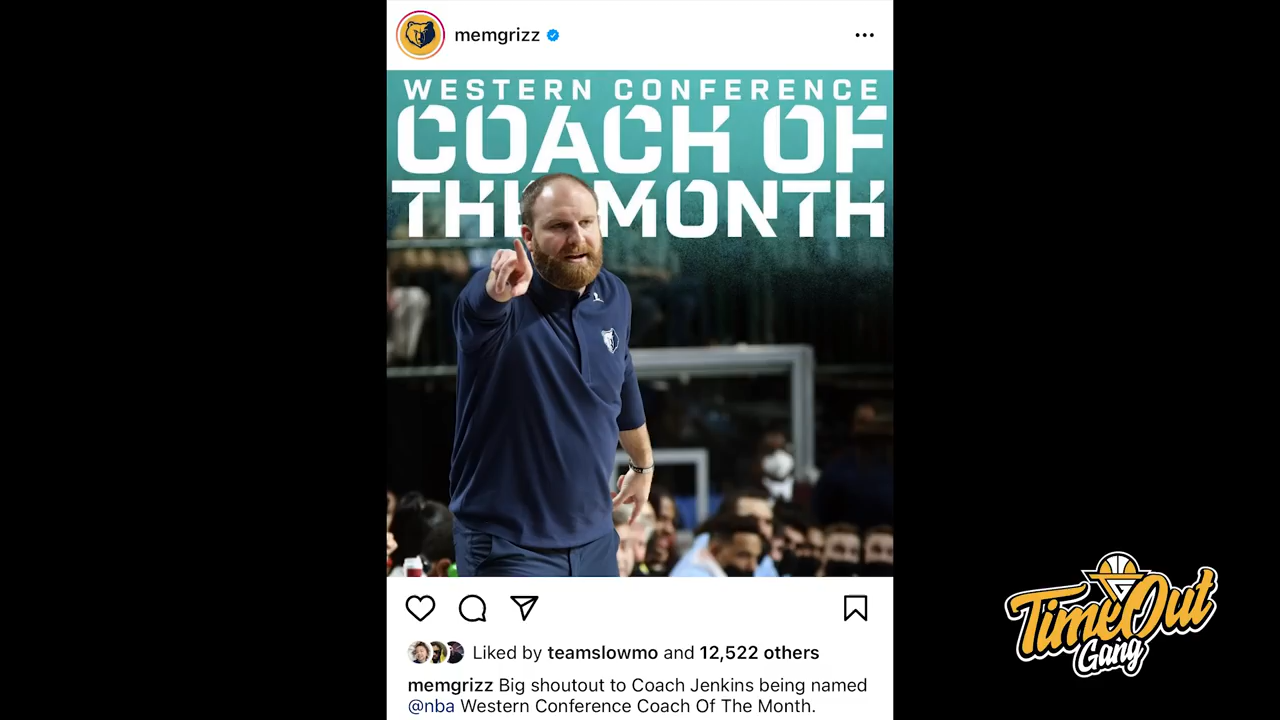 memgrizz
WESTERN CONFERENCE
COACH OF
THE MONTH
Liked by teamslowmo and 12,522 others
memgrizz Big shoutout to Coach Jenkins being named
@nba Western Conference Coach Of The Month.
TimeOut
Gang